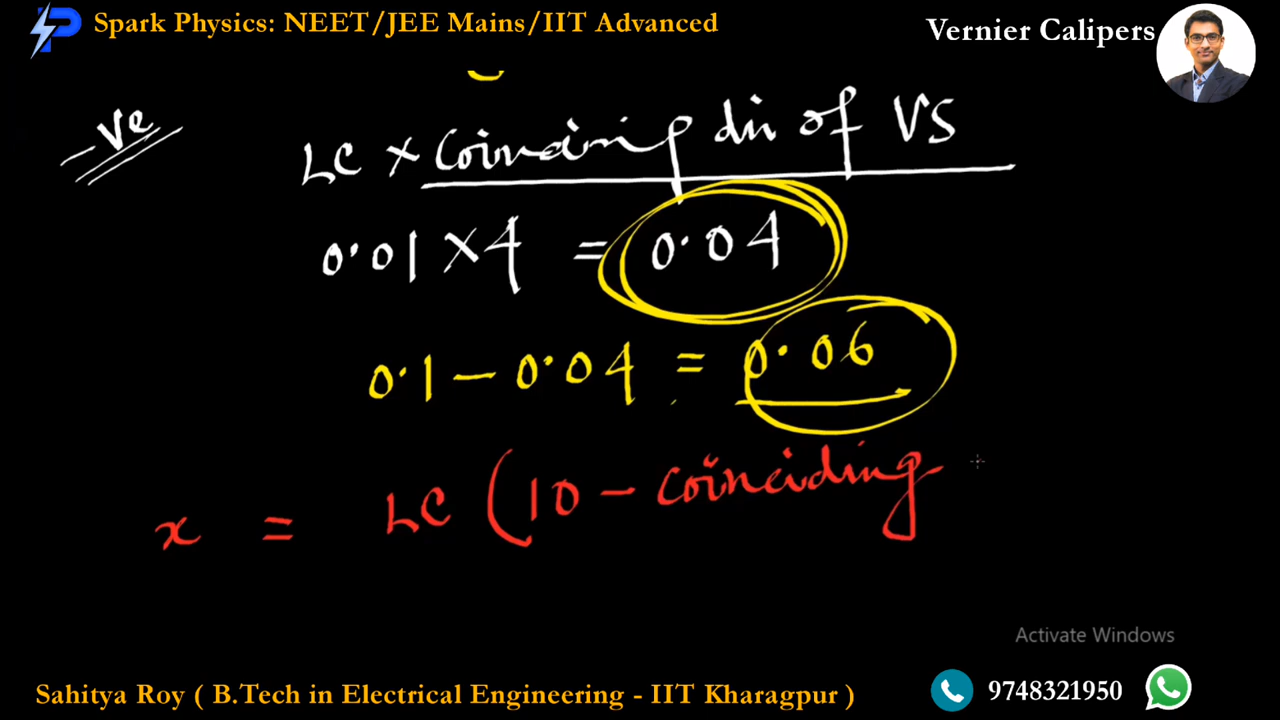 Spark Physics: NEET/JEE Mains/IIT Advanced
Vernier Calipers
-Ve
LC × Coinciding div of VS
0.01 × 4 = 0.04
0.1 - 0.04 = 0.06
x = LC (10 - coinciding
Activate Windows
Sahitya Roy ( B.Tech in Electrical Engineering - IIT Kharagpur )
9748321950